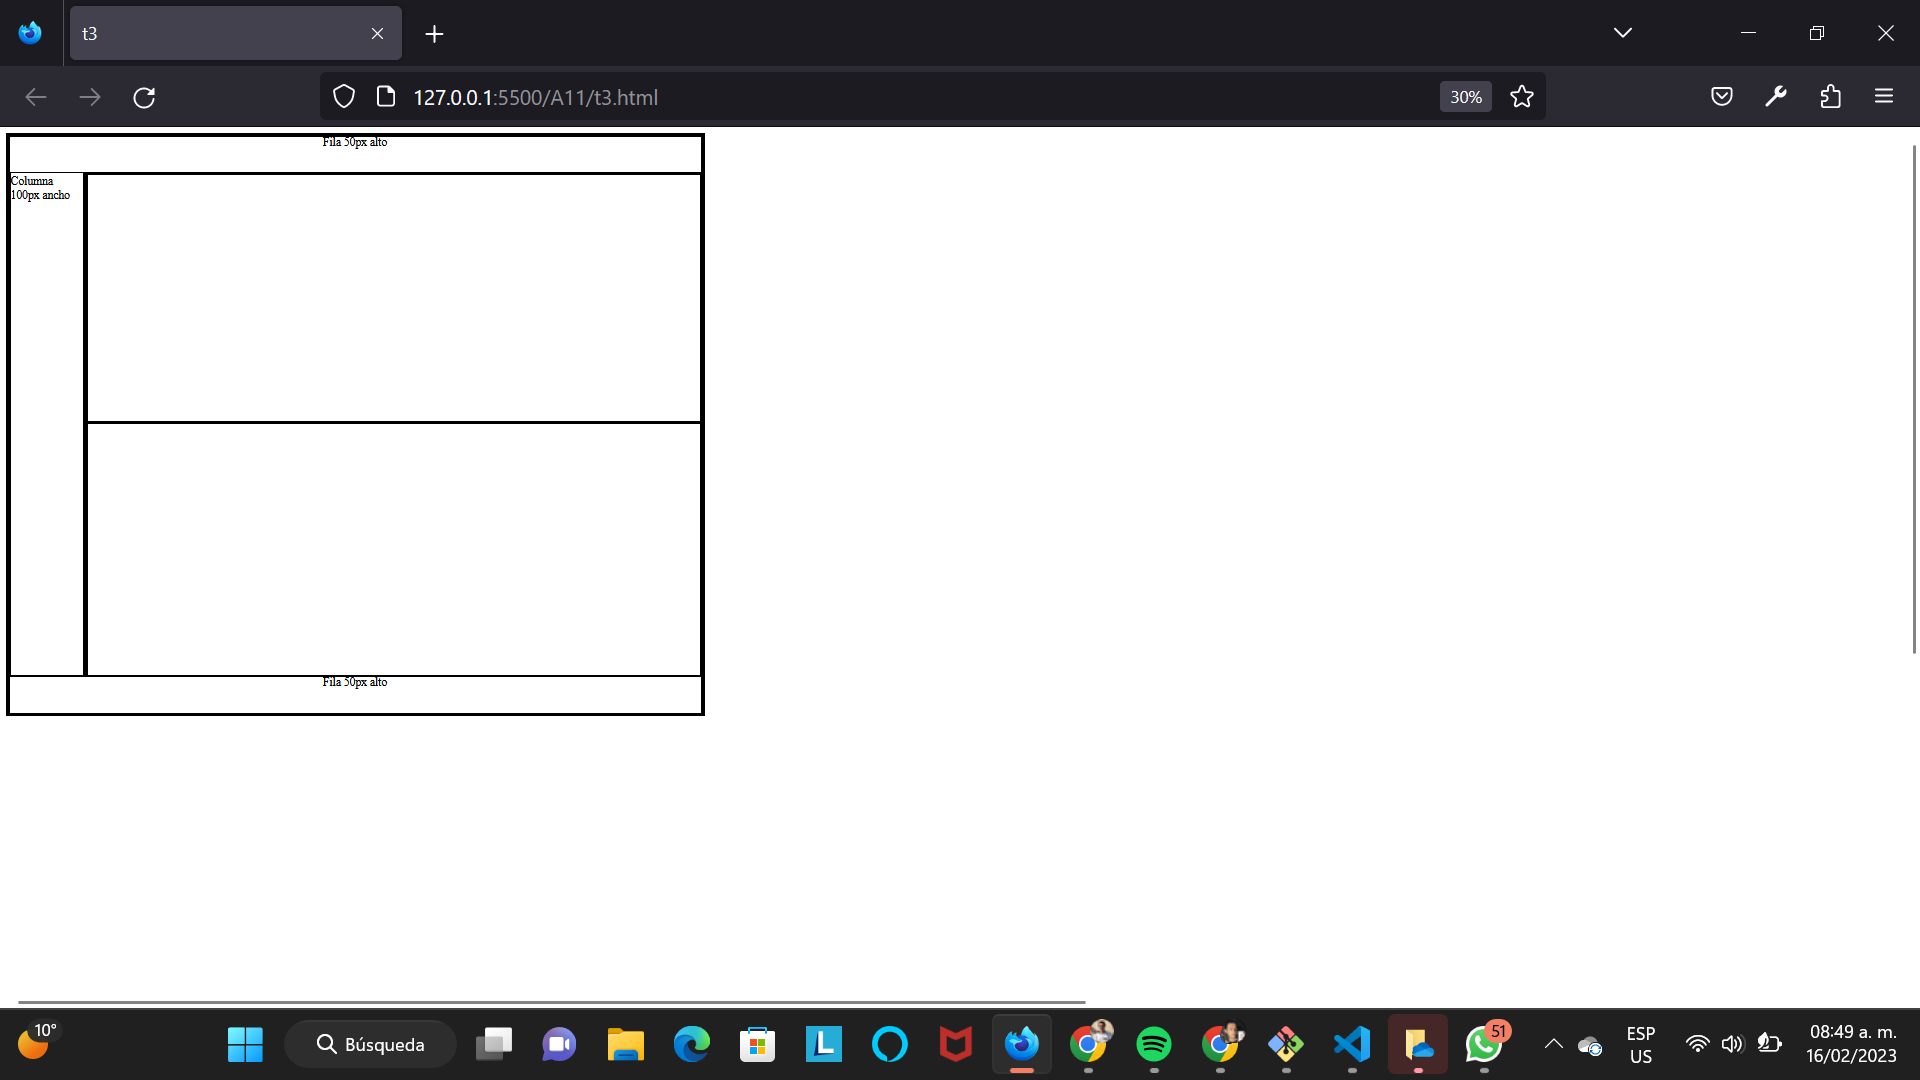 t3
127.0.0.1:5500/A11/t3.html
30%
Fila 50px alto
Columna
100px ancho
Fila 50px alto
10°
Búsqueda
L
51
ESP
US
08:49 a. m.
16/02/2023